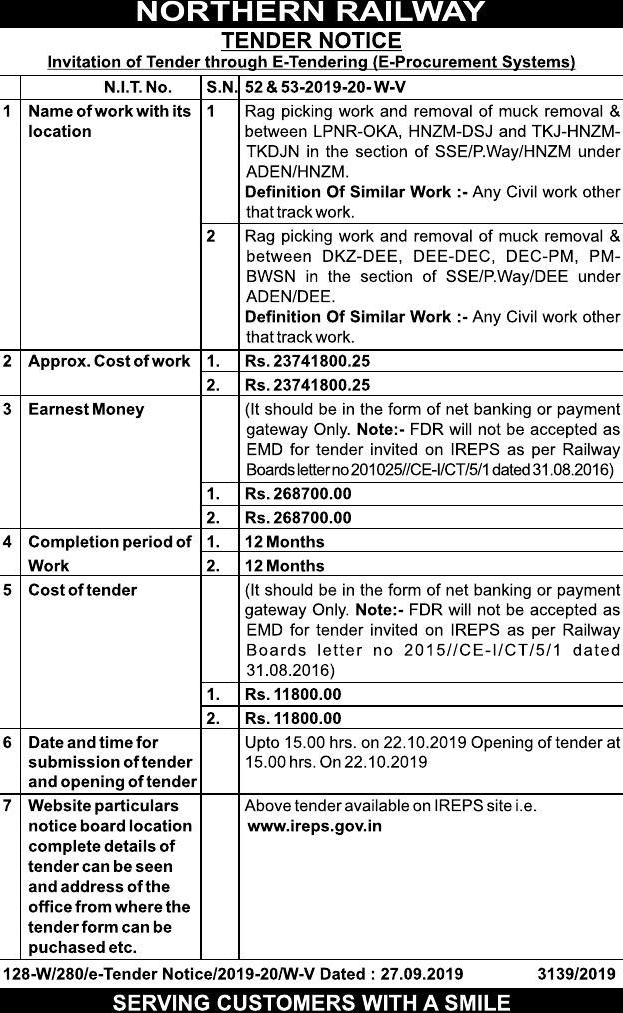 NORTHERN RAILWAY
TENDER NOTICE
Invitation of Tender through E-Tendering (E-Procurement Systems)
N.I.T. No. S.N. 52 & 53-2019-20- W-V
1 Name of work with its location
1 Rag picking work and removal of muck removal &
between LPNR-OKA, HNZM-DSJ and TKJ-HNZM-
TKDJN in the section of SSE/P.Way/HNZM under
ADEN/HNZM.
Definition Of Similar Work :- Any Civil work other
that track work.
2 Rag picking work and removal of muck removal &
between DKZ-DEE, DEE-DEC, DEC-PM, PM-
BWSN in the section of SSE/P.Way/DEE under
ADEN/DEE.
Definition Of Similar Work :- Any Civil work other
that track work.
2 Approx. Cost of work 1. Rs. 23741800.25
2. Rs. 23741800.25
3 Earnest Money (It should be in the form of net banking or payment
gateway Only. Note:- FDR will not be accepted as
EMD for tender invited on IREPS as per Railway
Boards letter no 201025//CE-I/CT/5/1 dated 31.08.2016)
1. Rs. 268700.00
2. Rs. 268700.00
4 Completion period of 1. 12 Months
Work 2. 12 Months
5 Cost of tender (It should be in the form of net banking or payment
gateway Only. Note:- FDR will not be accepted as
EMD for tender invited on IREPS as per Railway
Boards letter no 2015//CE-I/CT/5/1 dated
31.08.2016)
1. Rs. 11800.00
2. Rs. 11800.00
6 Date and time for
submission of tender
and opening of tender
Upto 15.00 hrs. on 22.10.2019 Opening of tender at
15.00 hrs. On 22.10.2019
7 Website particulars
notice board location
complete details of
tender can be seen
and address of the
office from where the
tender form can be
puchased etc.
Above tender available on IREPS site i.e.
www.ireps.gov.in
128-W/280/e-Tender Notice/2019-20/W-V Dated : 27.09.2019 3139/2019
SERVING CUSTOMERS WITH A SMILE